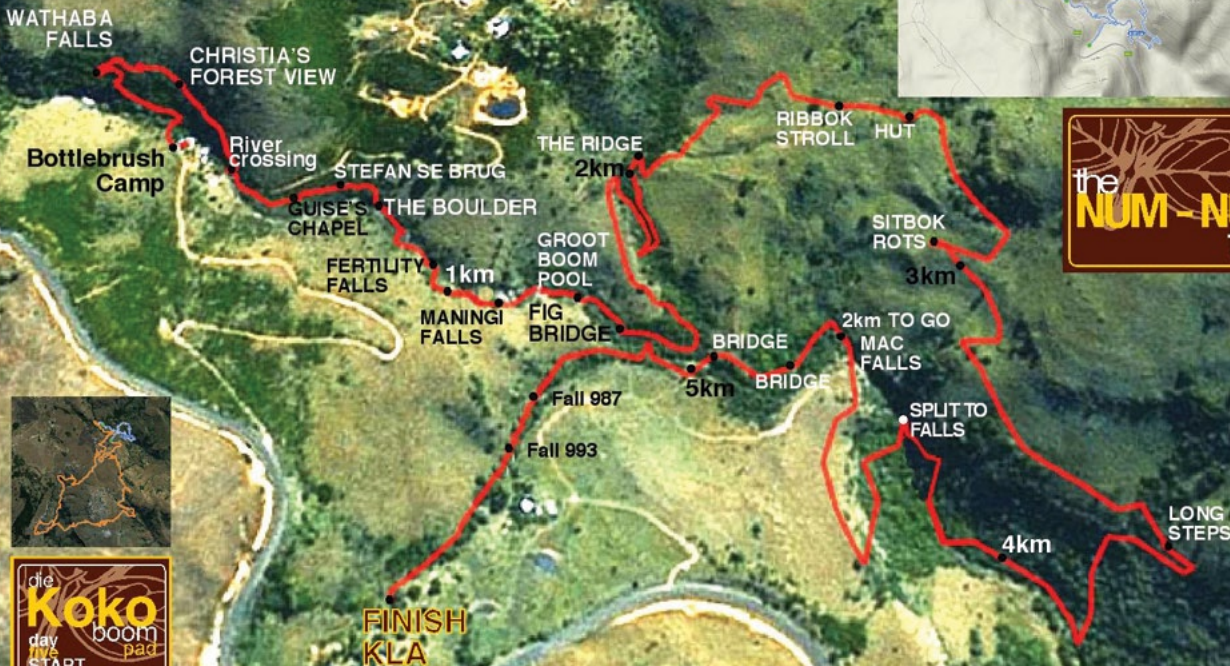 WATHABA
FALLS
CHRISTIA'S
FOREST VIEW
Bottlebrush
Camp
River
crossing
STEFAN SE BRUG
GUISE'S
CHAPEL
THE BOULDER
FERTILITY
FALLS
1km
MANINGI
FALLS
GROOT
BOOM
POOL
FIG
BRIDGE
THE RIDGE
2km
RIBBOK
STROLL
HUT
SITBOK
ROTS
3km
2km TO GO
MAC
FALLS
BRIDGE
BRIDGE
5km
SPLIT TO
FALLS
LONG
STEPS
4km
Fall 987
Fall 993
FINISH
KLA
the
NUM - N
die
Koko
boom
pad
day
five
START